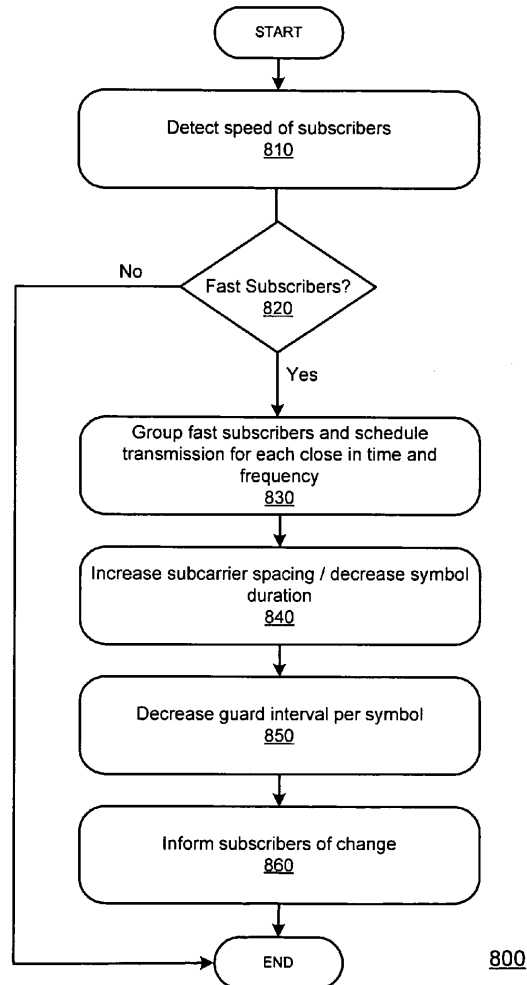 START
Detect speed of subscribers
810
No
Fast Subscribers?
820
Yes
Group fast subscribers and schedule
transmission for each close in time and
frequency
830
Increase subcarrier spacing / decrease symbol
duration
840
Decrease guard interval per symbol
850
Inform subscribers of change
860
END
800